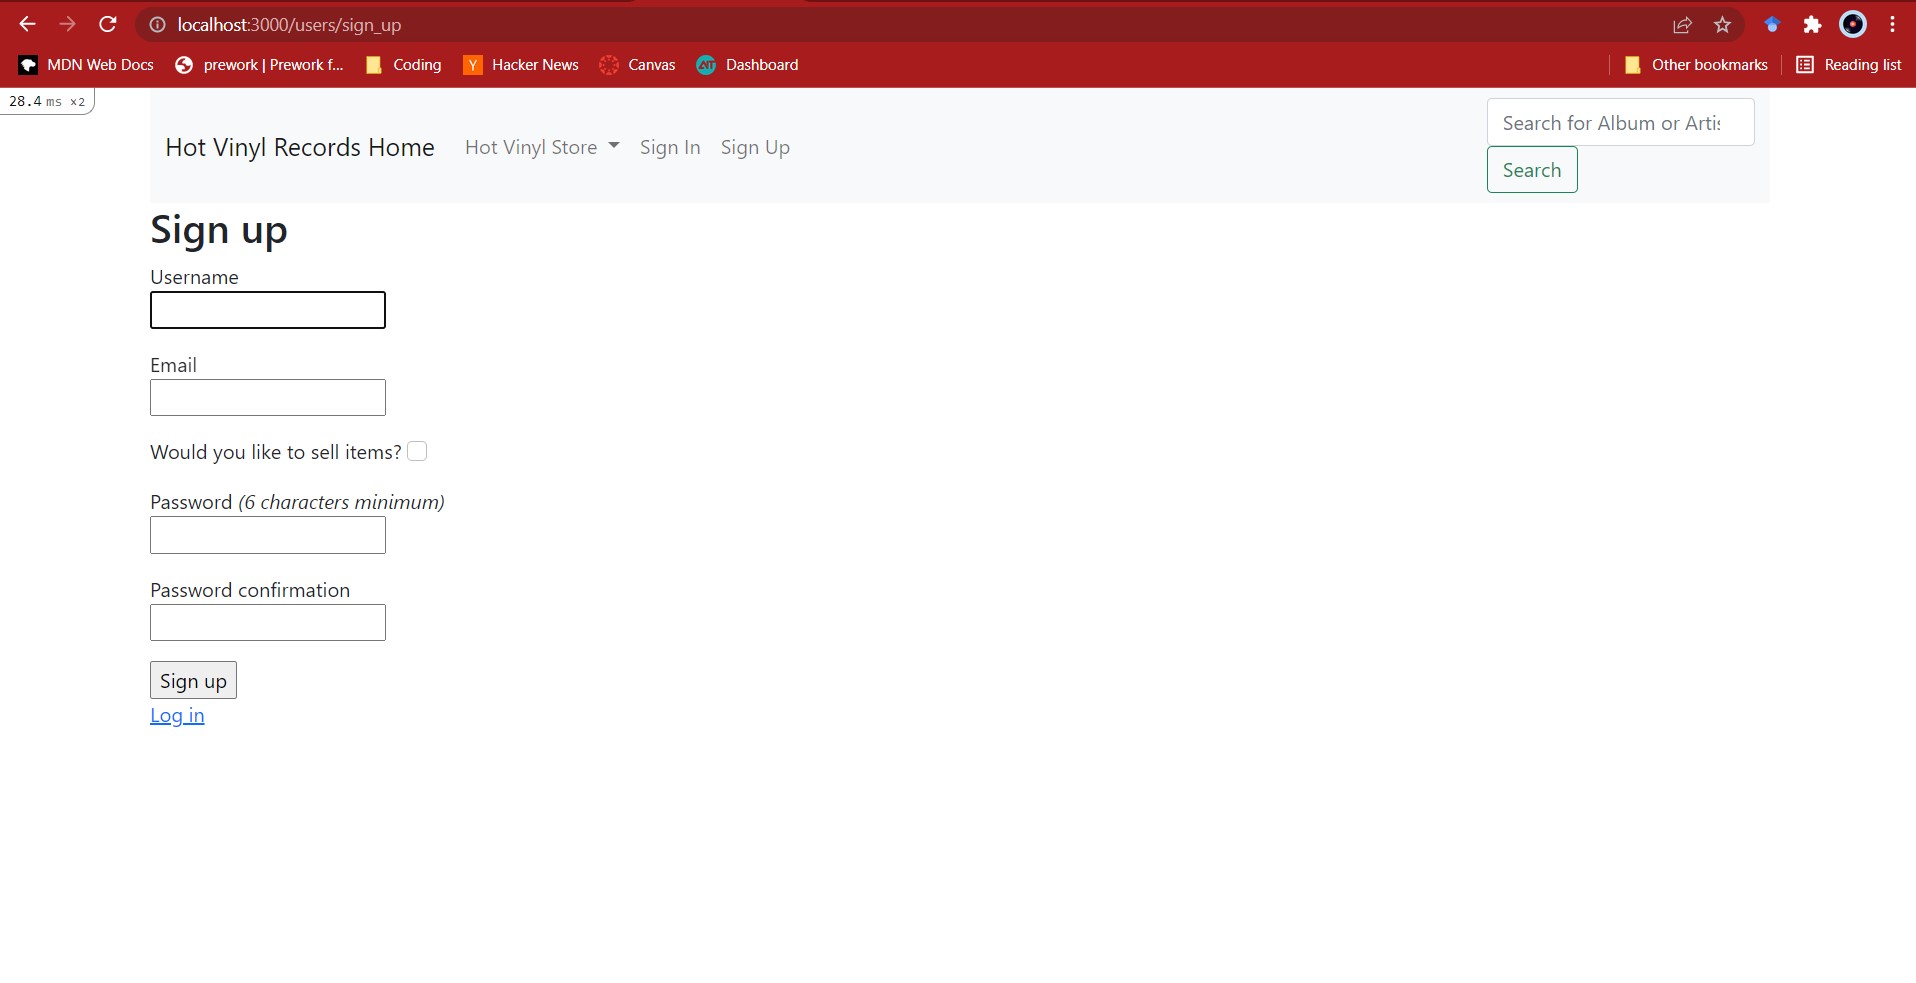 localhost:3000/users/sign_up
MDN Web Docs prework | Prework f... Coding Y Hacker News Canvas AIT Dashboard Other bookmarks Reading list
28.4 ms ×2
Hot Vinyl Records Home Hot Vinyl Store Sign In Sign Up
Search for Album or Artis
Search
Sign up
Username
Email
Would you like to sell items?
Password (6 characters minimum)
Password confirmation
Sign up
Log in